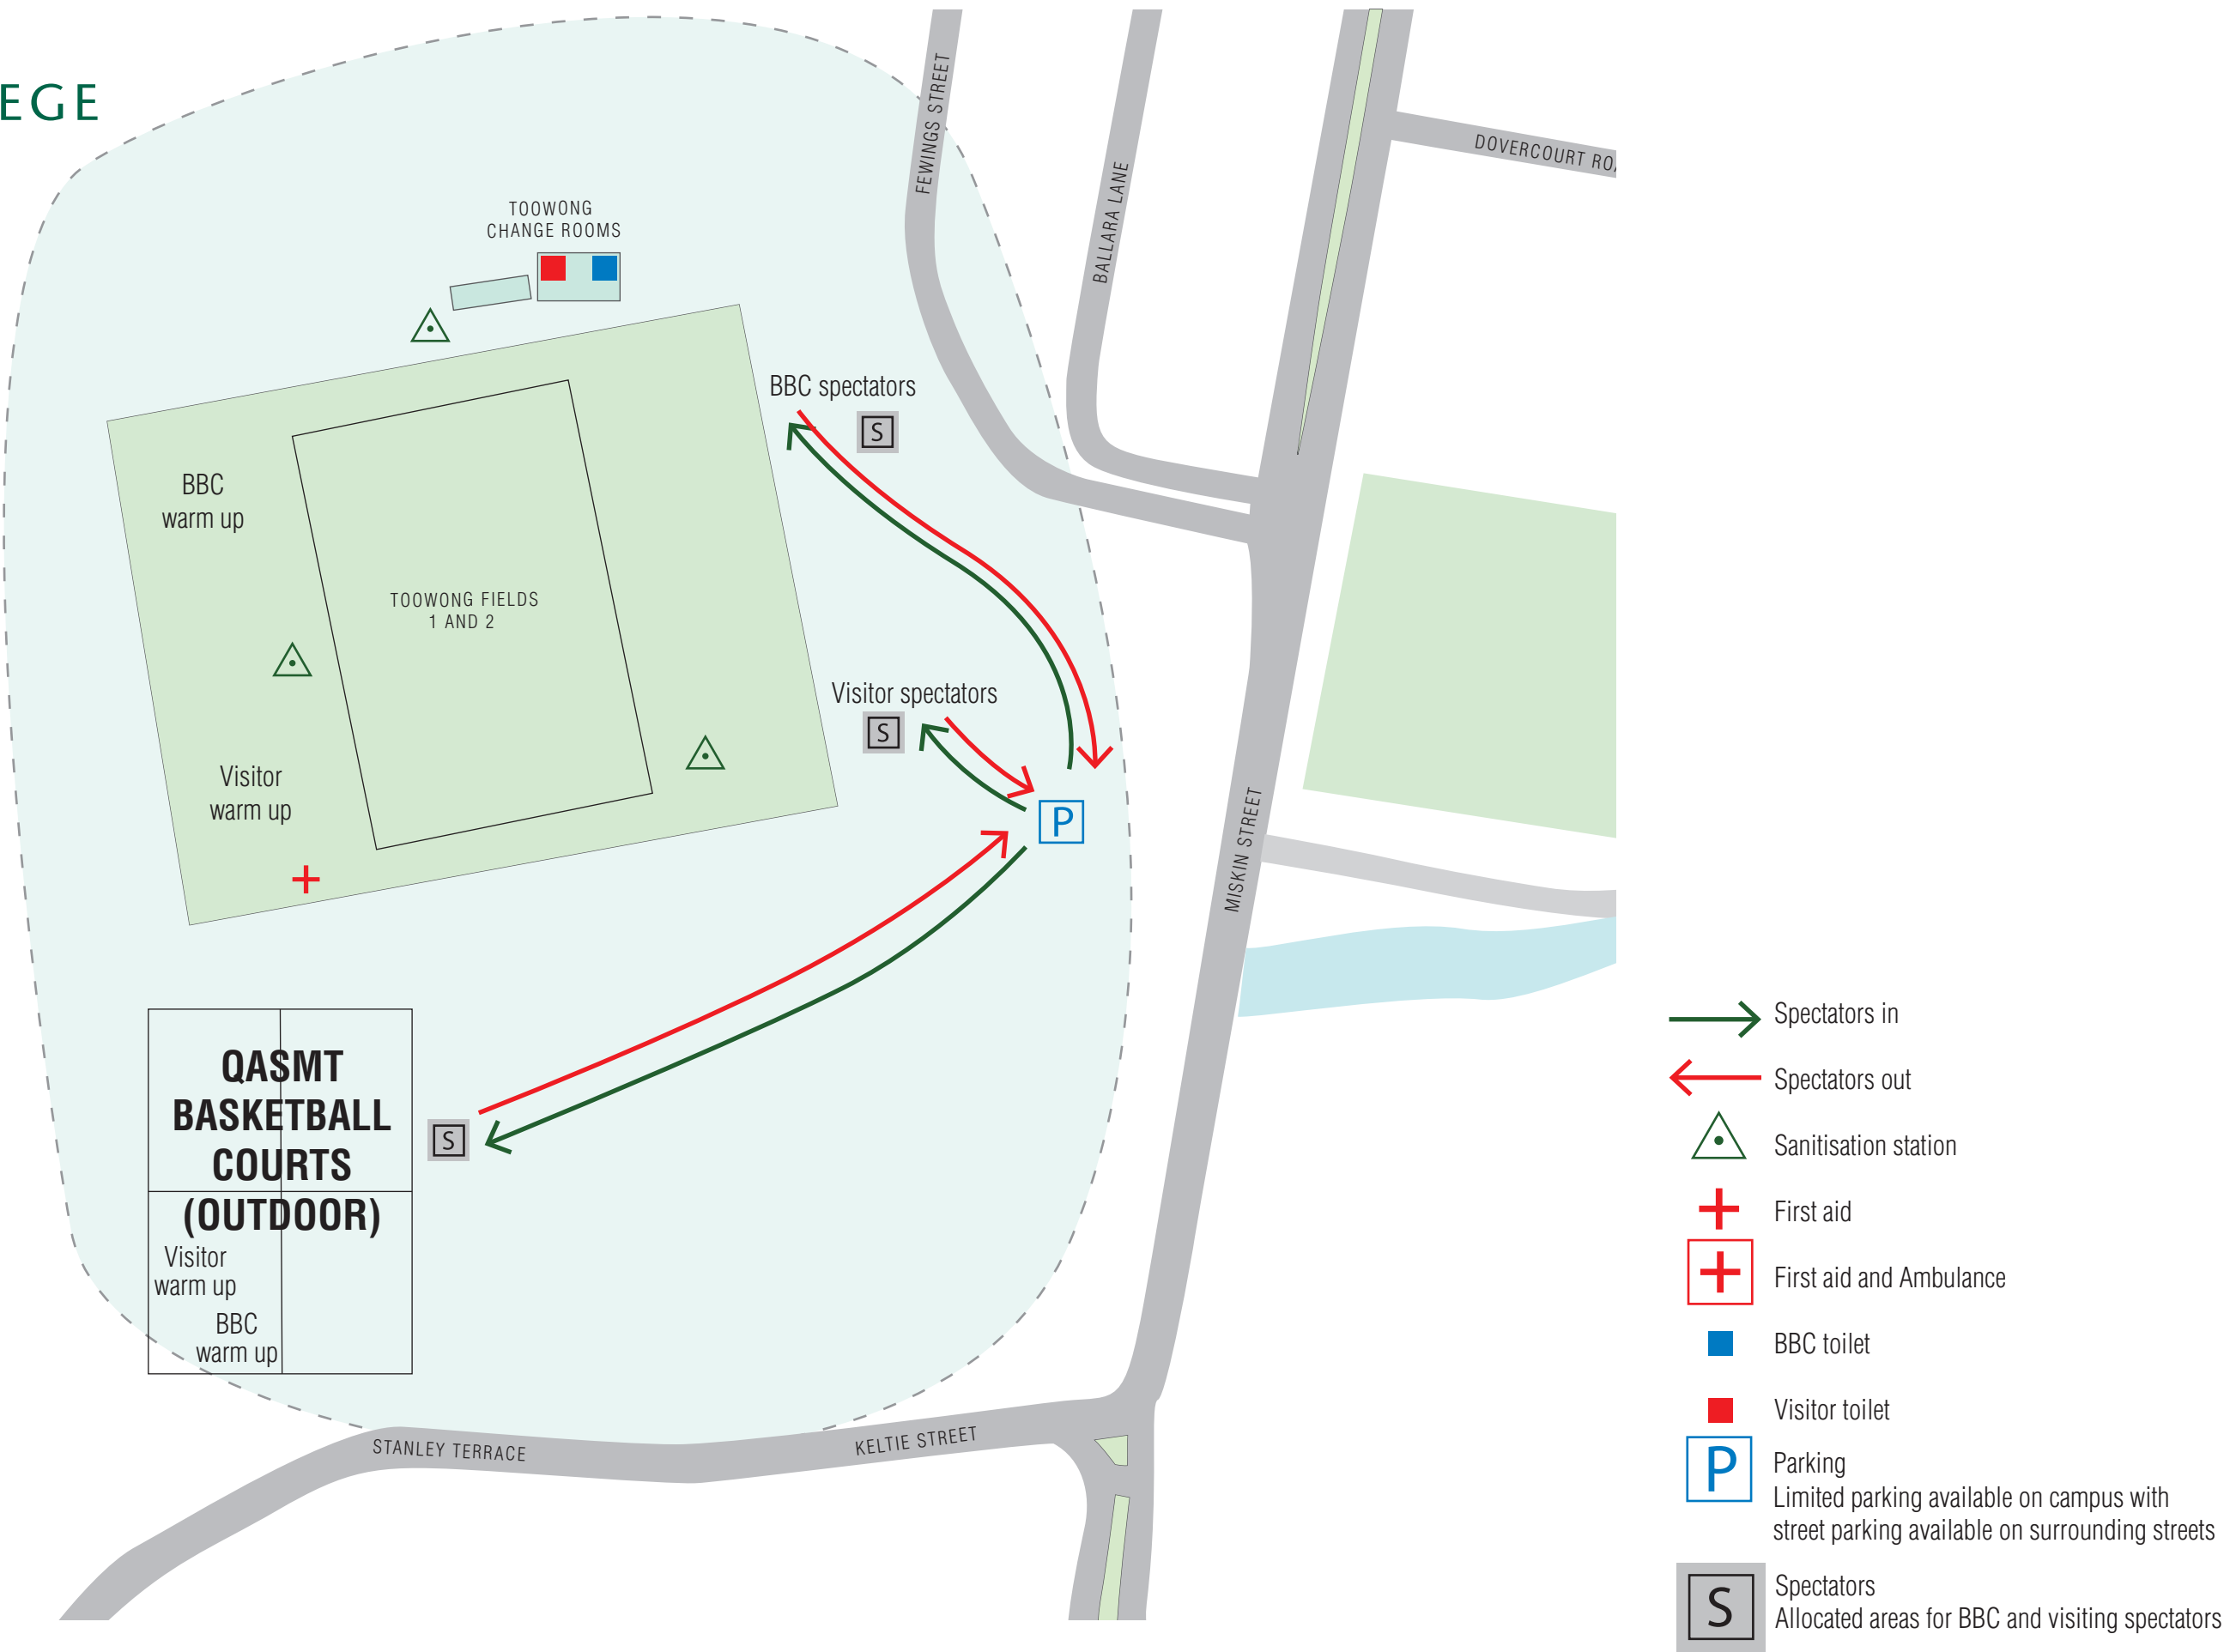 EGE
FEWINGS STREET
BALLARA LANE
DOVERCOURT
TOOWONG
CHANGE ROOMS
BBC spectators
S
BBC
warm up
TOOWONG FIELDS
1 AND 2
Visitor spectators
S
Visitor
warm up
P
MISKIN STREET
QASMT
BASKETBALL
COURTS
(OUTDOOR)
S
Visitor
warm up
BBC
warm up
STANLEY TERRACE
KELTIE STREET
Spectators in
Spectators out
Sanitisation station
First aid
First aid and Ambulance
BBC toilet
Visitor toilet
P
Parking
Limited parking available on campus with
street parking available on surrounding streets
S
Spectators
Allocated areas for BBC and visiting spectators